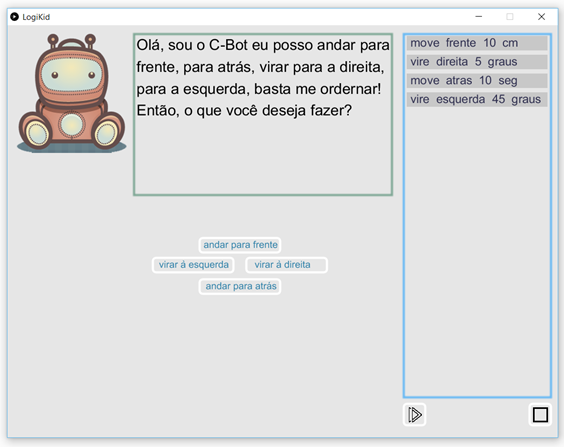 LogiKid
Olá, sou o C-Bot eu posso andar para
frente, para atrás, virar para a direita,
para a esquerda, basta me ordernar!
Então, o que você deseja fazer?
move frente 10 cm
vire direita 5 graus
move atras 10 seg
vire esquerda 45 graus
andar para frente
virar á esquerda virar á direita
andar para atrás